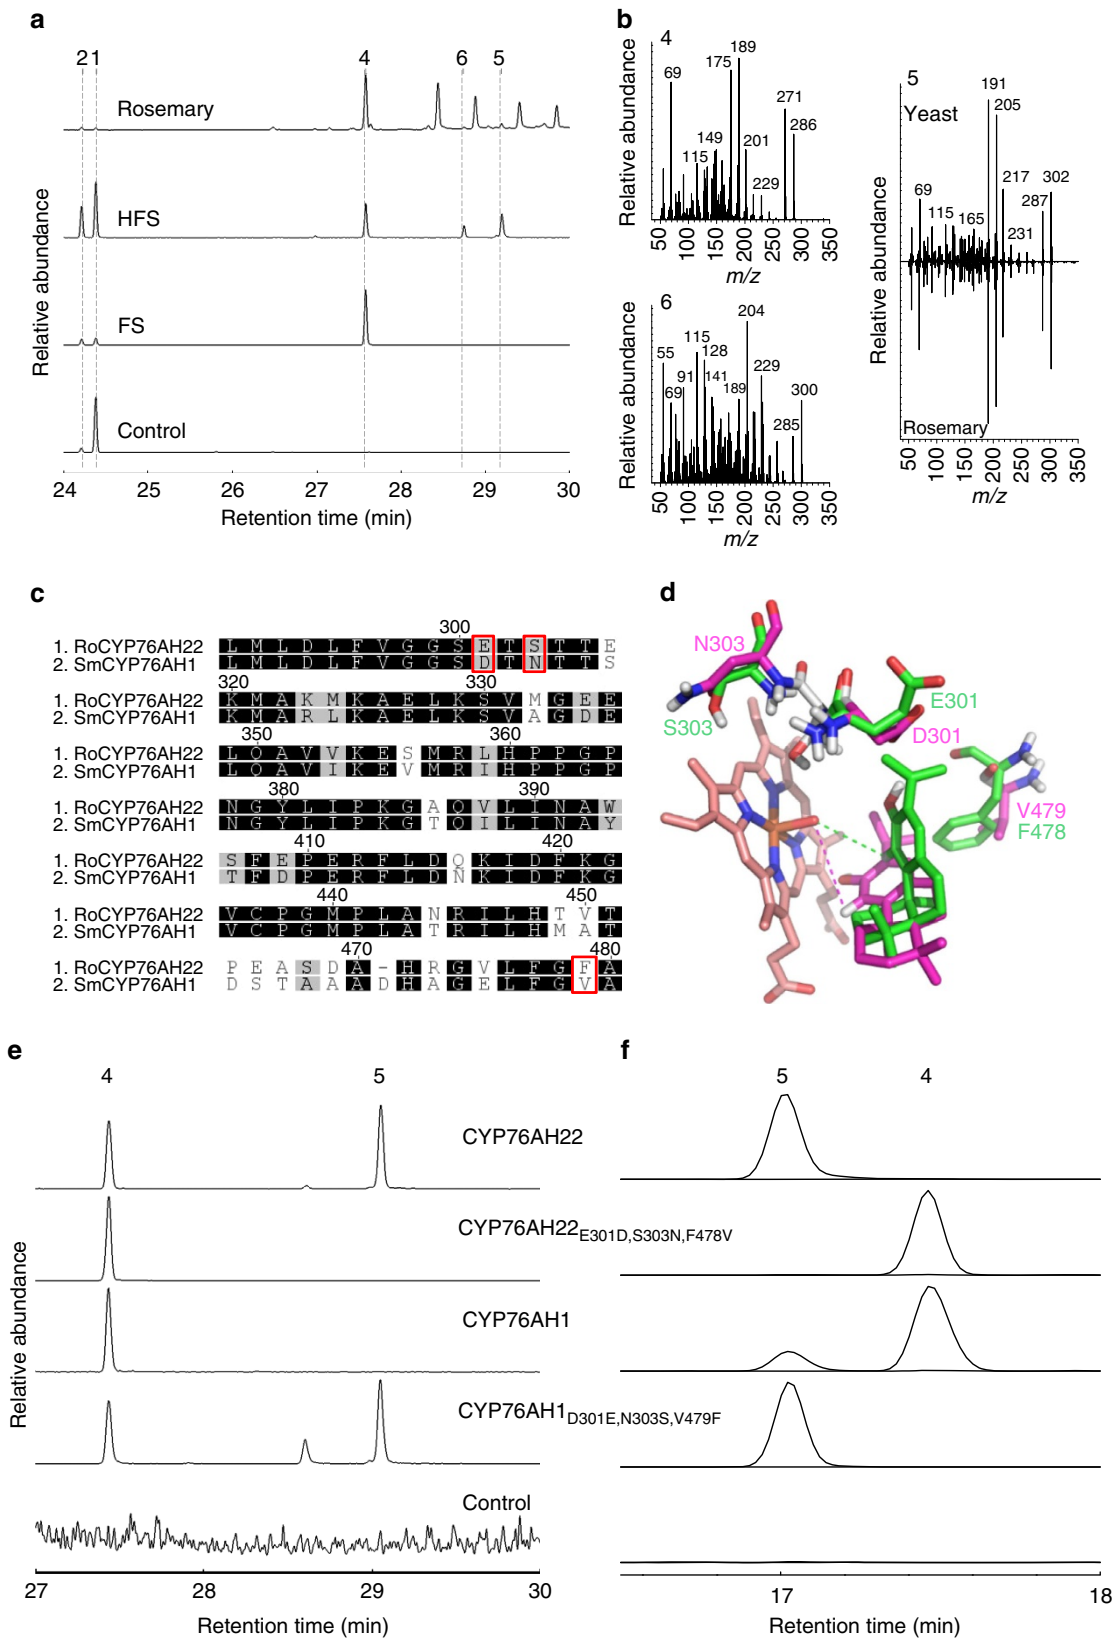 a
2 1 4 6 5
Rosemary
HFS
FS
Control
Relative abundance
24 25 26 27 28 29 30
Retention time (min)
b
4
69 115 149 175 189 201 229 271 286
Relative abundance
50 100 150 200 250 300 350
m/z
6
55 69 91 115 128 141 189 204 229 285 300
Relative abundance
50 100 150 200 250 300 350
m/z
5
Yeast
69 115 165 191 205 217 231 287 302
Rosemary
Relative abundance
50 100 150 200 250 300 350
m/z
c
300
1. RoCYP76AH22 L M L D L F V G G S E T S T T E
2. SmCYP76AH1 L M L D L F V G G S D T N T T S
320 330
1. RoCYP76AH22 K M A K M K A E L K S V M G E E
2. SmCYP76AH1 K M A R L K A E L K S V A G D E
350 360
1. RoCYP76AH22 L Q A V V K E S M R L H P P G P
2. SmCYP76AH1 L Q A V I K E V M R I H P P G P
380 390
1. RoCYP76AH22 N G Y L I P K G A Q V L I N A W
2. SmCYP76AH1 N G Y L I P K G T Q I L I N A Y
410 420
1. RoCYP76AH22 S F E P E R F L D Q K I D F K G
2. SmCYP76AH1 T F D P E R F L D N K I D F K G
440 450
1. RoCYP76AH22 V C P G M P L A N R I L H T V T
2. SmCYP76AH1 V C P G M P L A T R I L H M A T
470 480
1. RoCYP76AH22 P E A S D A - H R G V L F G F A
2. SmCYP76AH1 D S T A A A D H A G E L F G V A
d
N303
S303
E301
D301
V479
F478
e
4 5
CYP76AH22
CYP76AH22E301D,S303N,F478V
CYP76AH1
CYP76AH1D301E,N303S,V479F
Control
Relative abundance
27 28 29 30
Retention time (min)
f
5 4
17 18
Retention time (min)